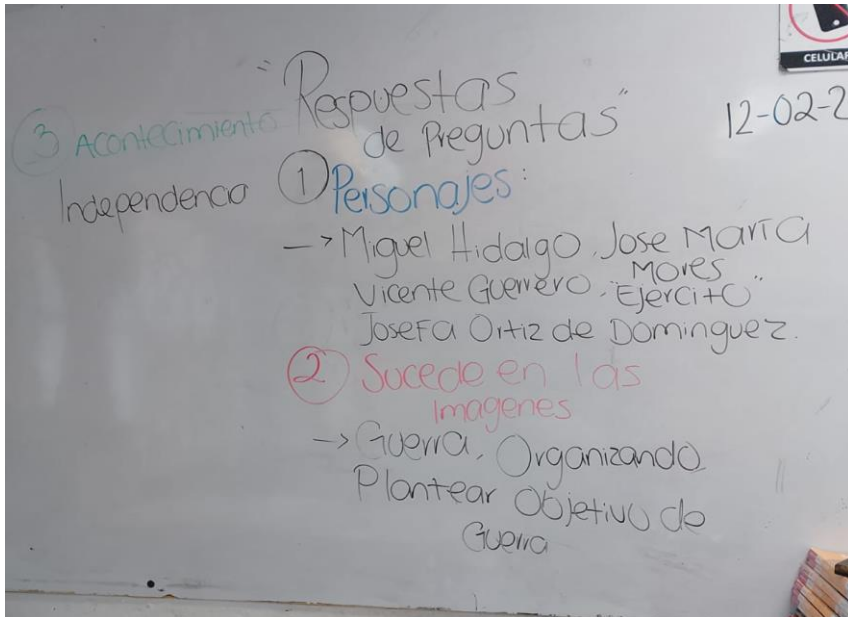 "Respuestas
de Preguntas"
12-02-2
CELULAR
3 Acontecimiento
Independencia
1 Personajes:
-> Miguel Hidalgo, Jose María
Mores
Vicente Guerrero, "Ejercito"
Josefa Ortiz de Dominguez.
2 Sucede en las
Imagenes
-> Guerra, Organizando
Plantear Objetivo de
Guerra